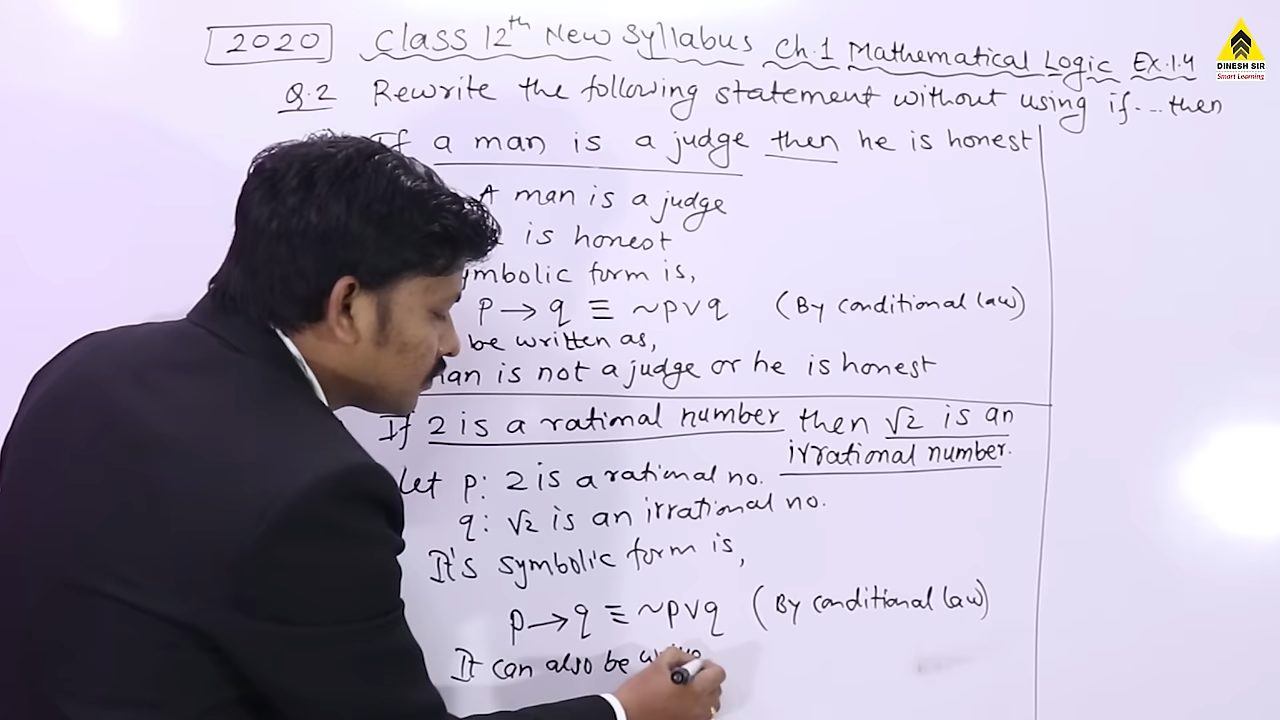 2020 Class 12th New Syllabus Ch.1 Mathematical Logic Ex.1.4
DINESH SIR
Smart Learning
Q.2 Rewrite the following statement without using if...then
If a man is a judge then he is honest
A man is a judge
is honest
symbolic form is,
p → q ≡ ~p∨q (By conditional law)
be written as,
man is not a judge or he is honest
If 2 is a rational number then √2 is an
irrational number.
Let p: 2 is a rational no.
q: √2 is an irrational no.
It's symbolic form is,
p → q ≡ ~p∨q (By conditional law)
It can also be